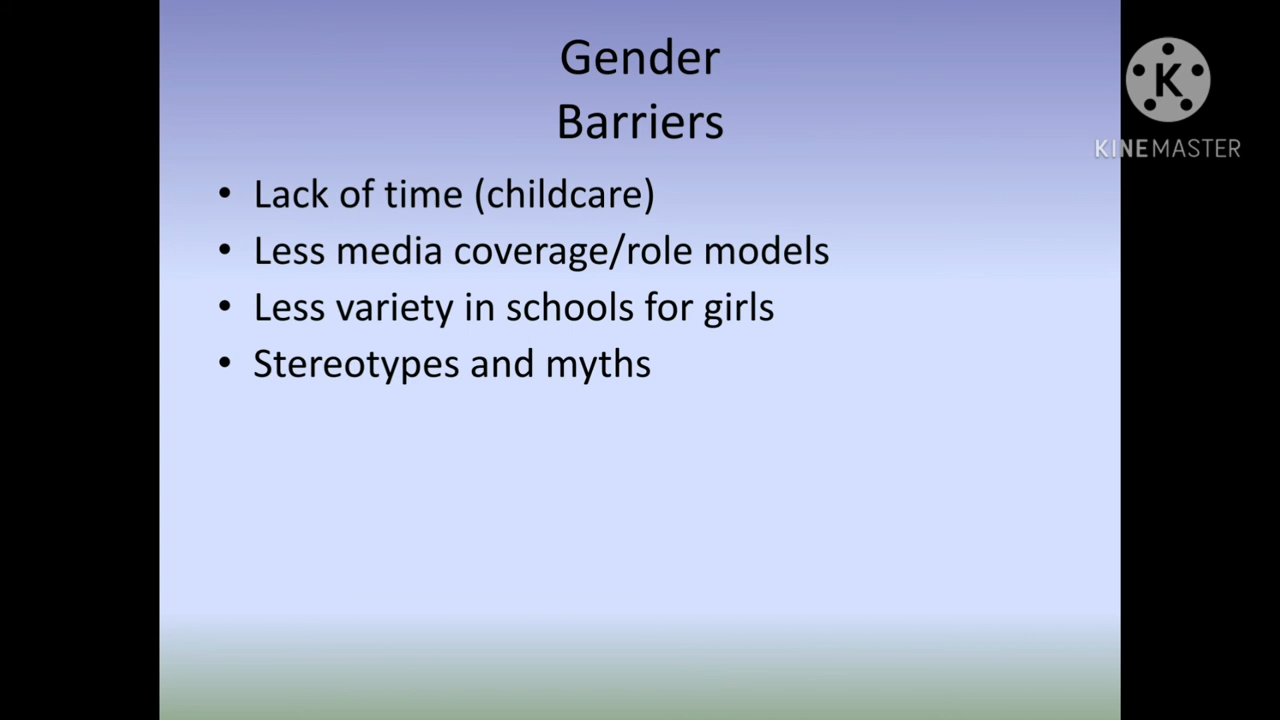 Gender
Barriers
• Lack of time (childcare)
• Less media coverage/role models
• Less variety in schools for girls
• Stereotypes and myths
K
KINEMASTER